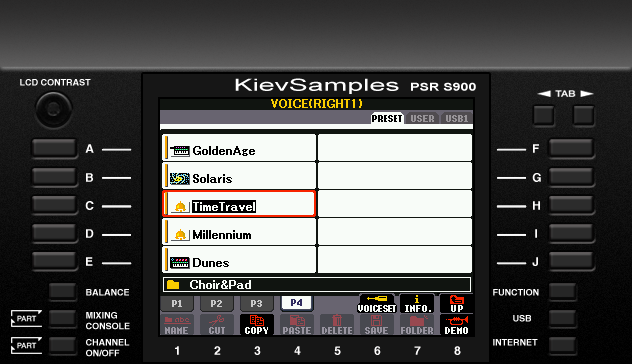 LCD CONTRAST
KievSamples PSR S900
◄ TAB ►
VOICE(RIGHT1)
PRESET USER USB1
A
GoldenAge
F
B
Solaris
G
C
TimeTravel
H
D
Millennium
I
E
Dunes
J
Choir&Pad
BALANCE
P1 P2 P3 P4 VOICESET INFO. UP
FUNCTION
PART
MIXING
CONSOLE
NAME CUT COPY PASTE DELETE SAVE FOLDER DEMO
USB
PART
CHANNEL
ON/OFF
1 2 3 4 5 6 7 8
INTERNET